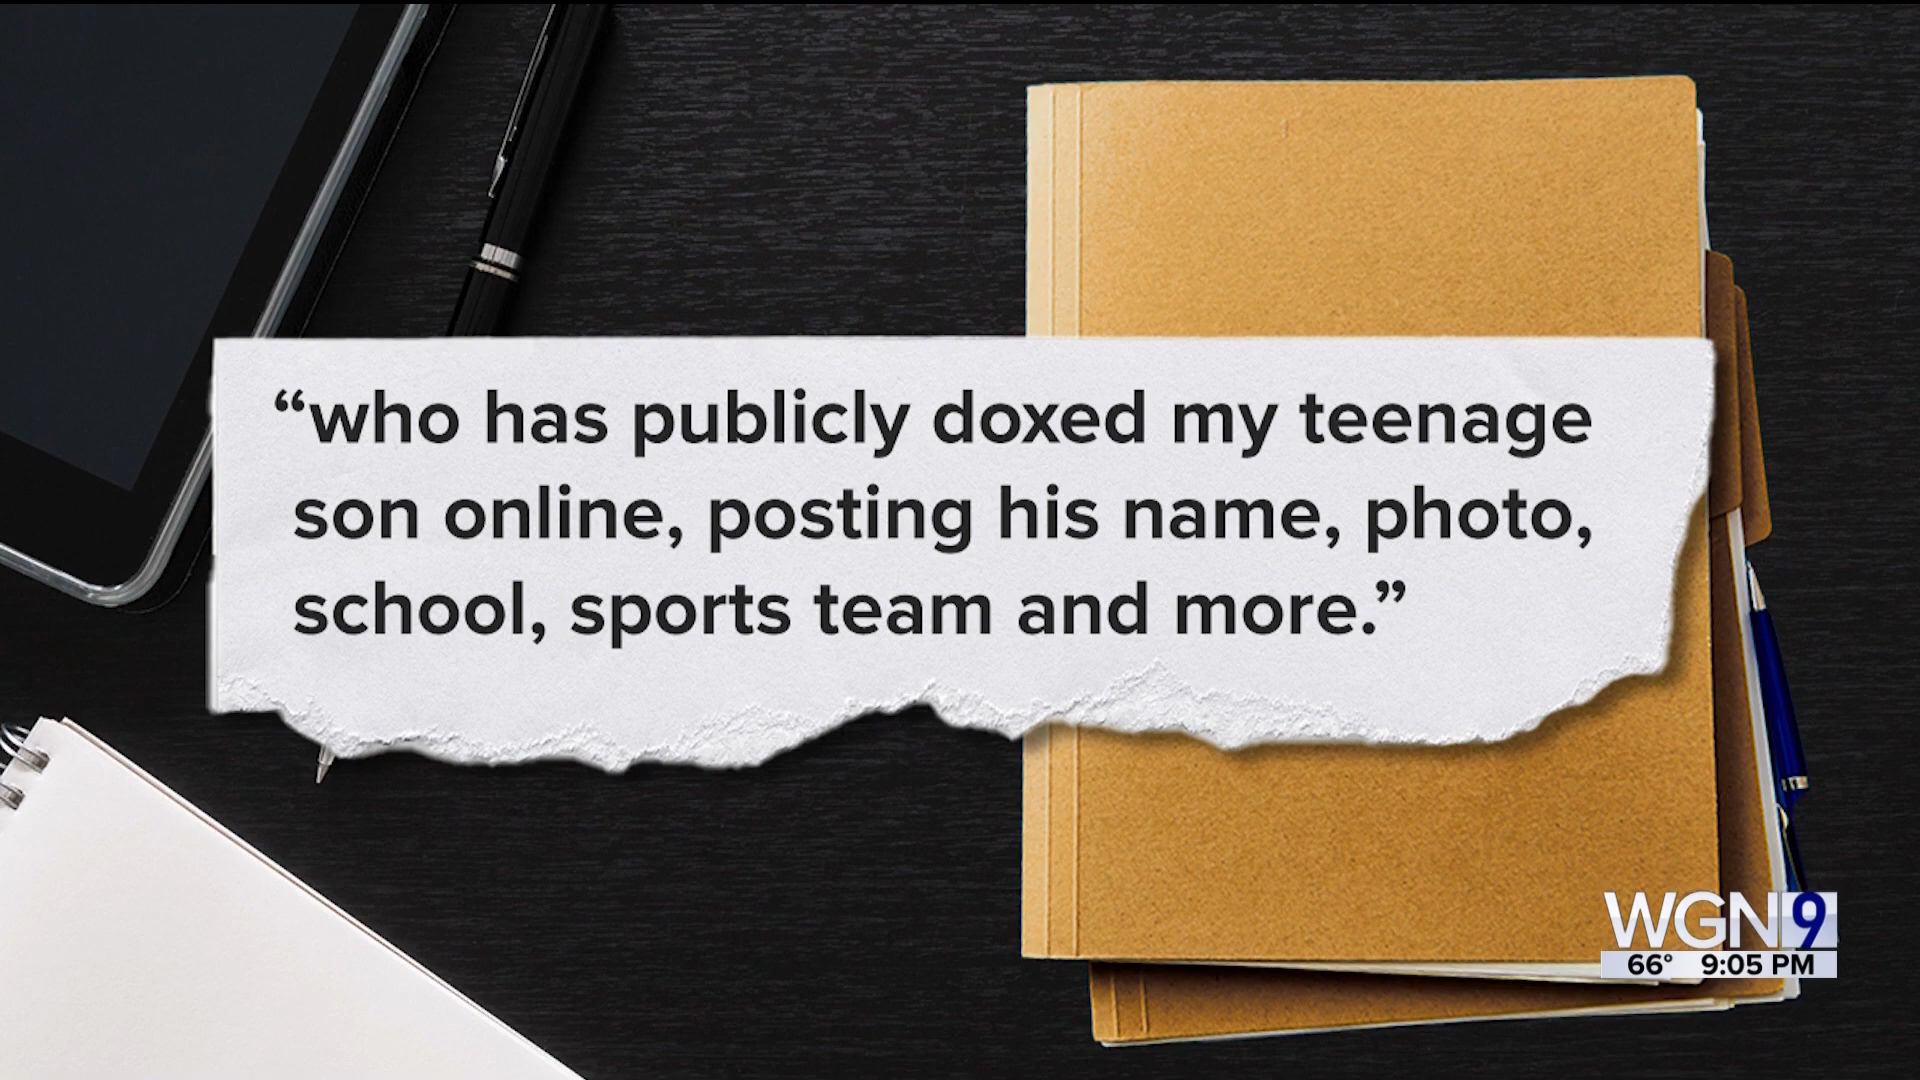 “who has publicly doxed my teenage
son online, posting his name, photo,
school, sports team and more.”
WGN9
66° 9:05 PM